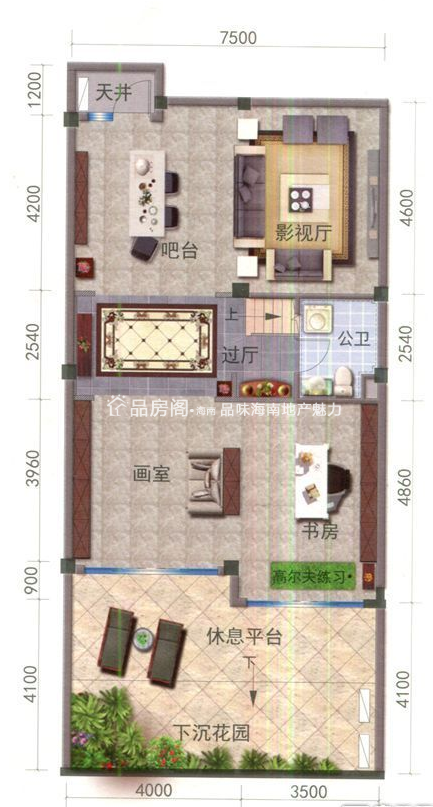 7500
1200
天井
4200
4600
影视厅
吧台
上
2540
过厅
公卫
2540
品房阁·海南 品味海南地产魅力
3960
画室
4860
书房
高尔夫练习
900
休息平台
下
4100
4100
下沉花园
4000
3500